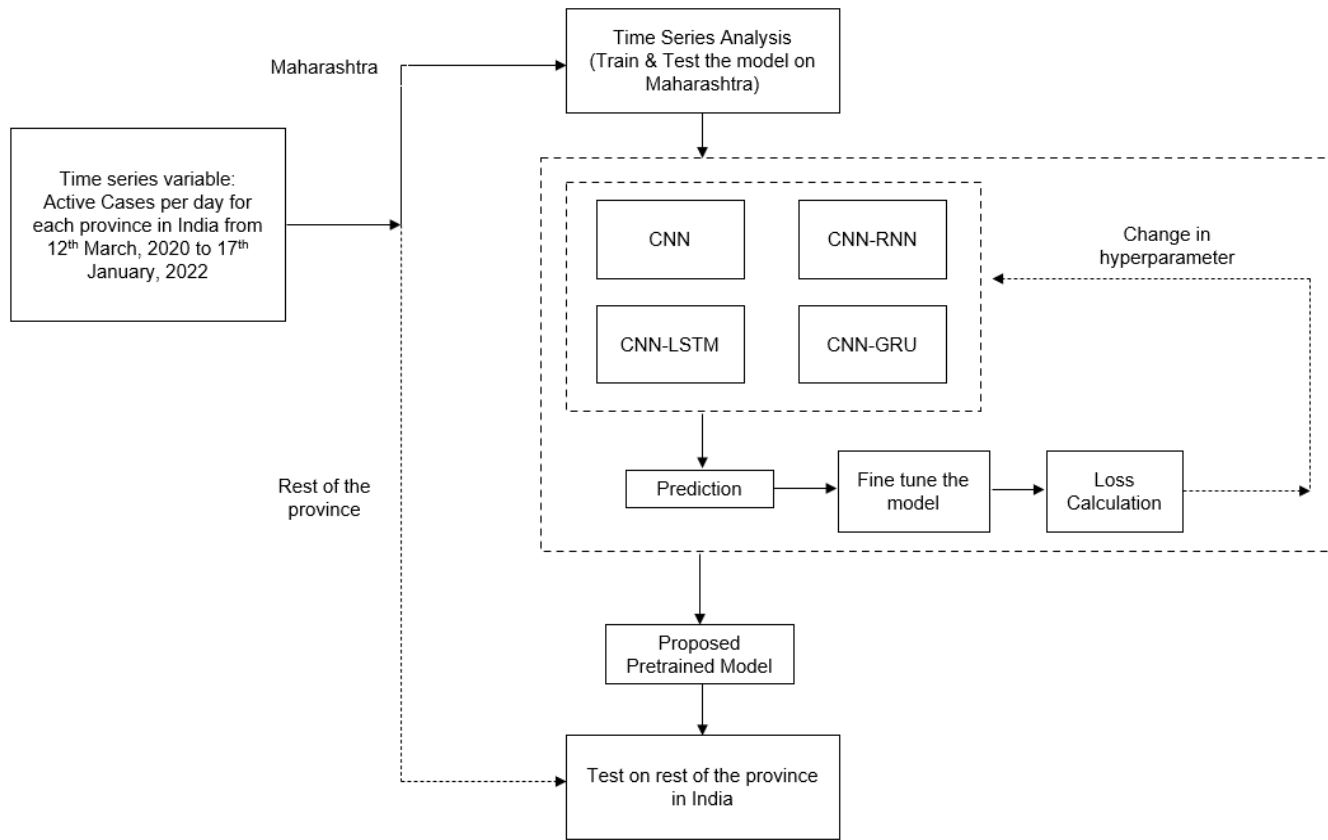 Time Series Analysis
(Train & Test the model on
Maharashtra)
Maharashtra
Time series variable:
Active Cases per day for
each province in India from
12th March, 2020 to 17th
January, 2022
CNN
CNN-RNN
Change in
hyperparameter
CNN-LSTM
CNN-GRU
Rest of the
province
Prediction
Fine tune the
model
Loss
Calculation
Proposed
Pretrained Model
Test on rest of the province
in India